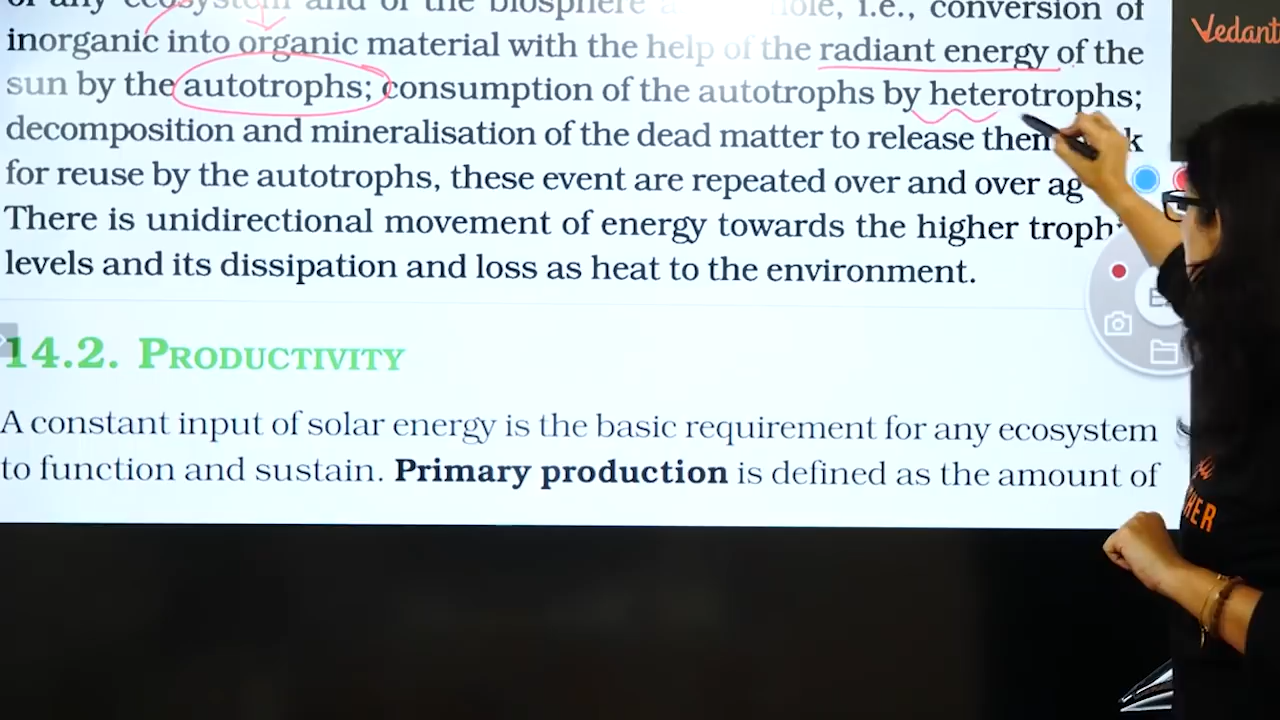 inorganic into organic material with the help of the radiant energy of the
sun by the autotrophs; consumption of the autotrophs by heterotrophs;
decomposition and mineralisation of the dead matter to release them
for reuse by the autotrophs, these event are repeated over and over
There is unidirectional movement of energy towards the higher
levels and its dissipation and loss as heat to the environment.
14.2. PRODUCTIVITY
A constant input of solar energy is the basic requirement for any ecosystem
to function and sustain. Primary production is defined as the amount of